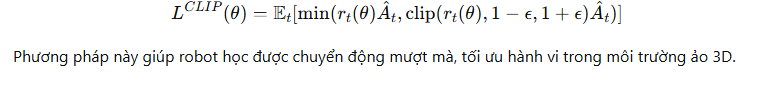 L^{CLIP}(θ) = 𝔼_t[min(r_t(θ)Â_t, clip(r_t(θ), 1 − ϵ, 1 + ϵ)Â_t)]
Phương pháp này giúp robot học được chuyển động mượt mà, tối ưu hành vi trong môi trường ảo 3D.